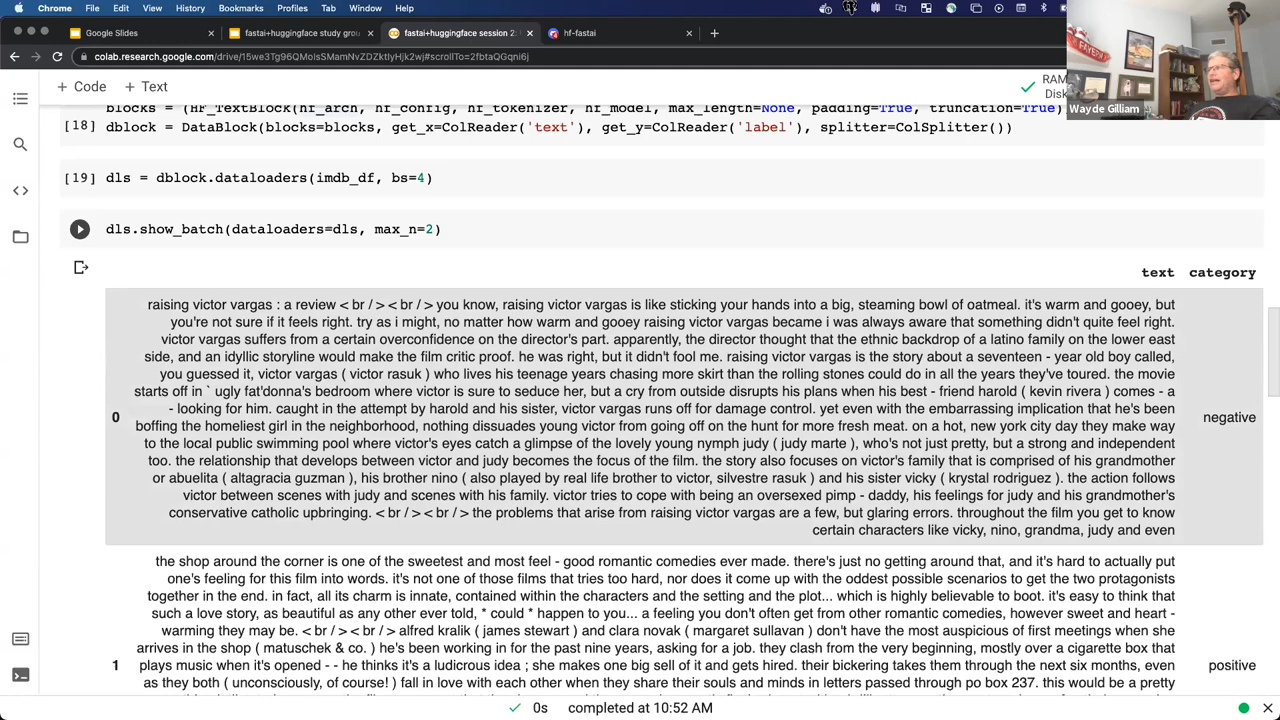 Chrome File Edit View History Bookmarks Profiles Tab Window Help
Google Slides
fastai+huggingface study grou
fastai+huggingface session 2:
hf-fastai
colab.research.google.com/drive/15we3Tg96QMolsSMamNvZDZktlyHjk2wj#scrollTo=2fbtaQGqni6j
+ Code + Text
RAM
Disk
Wayde Gilliam
blocks = (HF_TextBlock(hf_arch, hf_config, hf_tokenizer, hf_model, max_length=None, padding=True, truncation=True)
[18] dblock = DataBlock(blocks=blocks, get_x=ColReader('text'), get_y=ColReader('label'), splitter=ColSplitter())
[19] dls = dblock.dataloaders(imdb_df, bs=4)
dls.show_batch(dataloaders=dls, max_n=2)
text category
raising victor vargas : a review < br / > < br / > you know, raising victor vargas is like sticking your hands into a big, steaming bowl of oatmeal. it's warm and gooey, but
you're not sure if it feels right. try as i might, no matter how warm and gooey raising victor vargas became i was always aware that something didn't quite feel right.
victor vargas suffers from a certain overconfidence on the director's part. apparently, the director thought that the ethnic backdrop of a latino family on the lower east
side, and an idyllic storyline would make the film critic proof. he was right, but it didn't fool me. raising victor vargas is the story about a seventeen - year old boy called,
you guessed it, victor vargas ( victor rasuk ) who lives his teenage years chasing more skirt than the rolling stones could do in all the years they've toured. the movie
starts off in ` ugly fat'donna's bedroom where victor is sure to seduce her, but a cry from outside disrupts his plans when his best - friend harold ( kevin rivera ) comes - a
- looking for him. caught in the attempt by harold and his sister, victor vargas runs off for damage control. yet even with the embarrassing implication that he's been
0 boffing the homeliest girl in the neighborhood, nothing dissuades young victor from going off on the hunt for more fresh meat. on a hot, new york city day they make way negative
to the local public swimming pool where victor's eyes catch a glimpse of the lovely young nymph judy ( judy marte ), who's not just pretty, but a strong and independent
too. the relationship that develops between victor and judy becomes the focus of the film. the story also focuses on victor's family that is comprised of his grandmother
or abuelita ( altagracia guzman ), his brother nino ( also played by real life brother to victor, silvestre rasuk ) and his sister vicky ( krystal rodriguez ). the action follows
victor between scenes with judy and scenes with his family. victor tries to cope with being an oversexed pimp - daddy, his feelings for judy and his grandmother's
conservative catholic upbringing. < br / > < br / > the problems that arise from raising victor vargas are a few, but glaring errors. throughout the film you get to know
certain characters like vicky, nino, grandma, judy and even
the shop around the corner is one of the sweetest and most feel - good romantic comedies ever made. there's just no getting around that, and it's hard to actually put
one's feeling for this film into words. it's not one of those films that tries too hard, nor does it come up with the oddest possible scenarios to get the two protagonists
together in the end. in fact, all its charm is innate, contained within the characters and the setting and the plot... which is highly believable to boot. it's easy to think that
such a love story, as beautiful as any other ever told, * could * happen to you... a feeling you don't often get from other romantic comedies, however sweet and heart -
warming they may be. < br / > < br / > alfred kralik ( james stewart ) and clara novak ( margaret sullavan ) don't have the most auspicious of first meetings when she
arrives in the shop ( matuschek & co. ) he's been working in for the past nine years, asking for a job. they clash from the very beginning, mostly over a cigarette box that
1 plays music when it's opened - - he thinks it's a ludicrous idea ; she makes one big sell of it and gets hired. their bickering takes them through the next six months, even positive
as they both ( unconsciously, of course! ) fall in love with each other when they share their souls and minds in letters passed through po box 237. this would be a pretty
0s completed at 10:52 AM